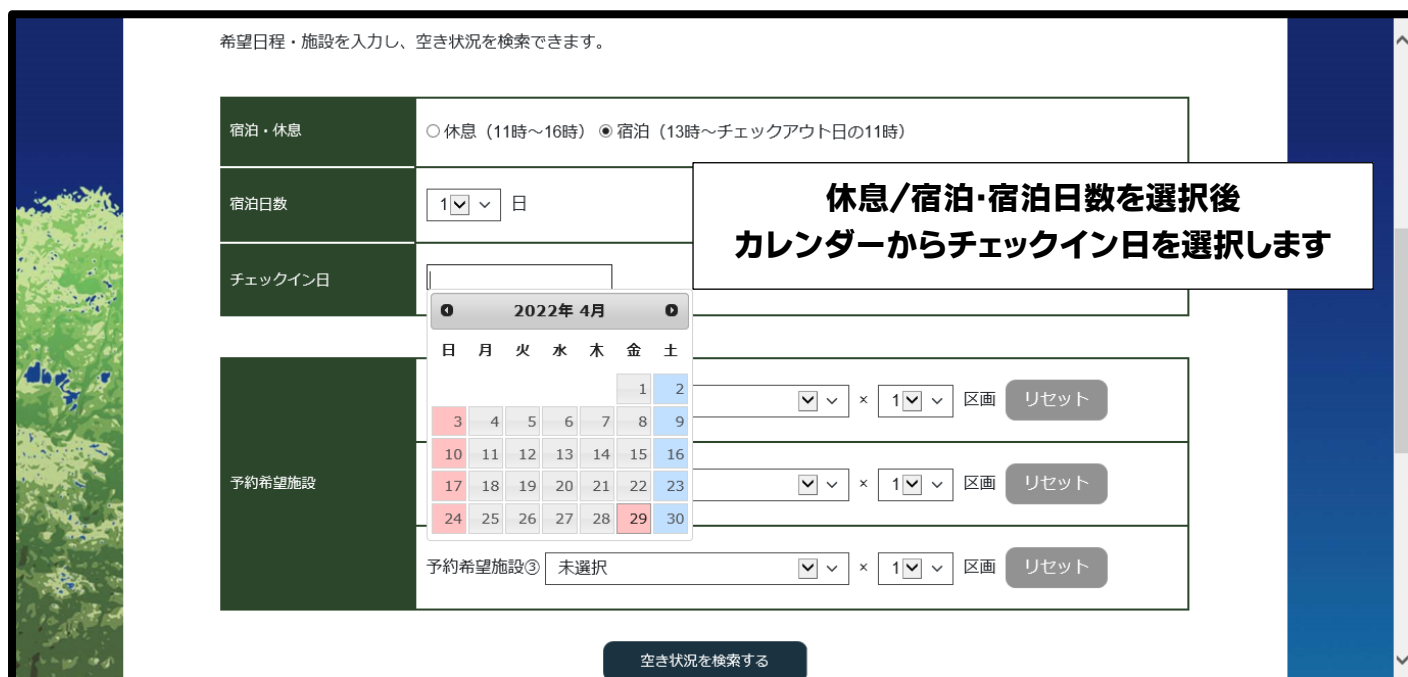 希望日程・施設を入力し、空き状況を検索できます。
宿泊・休息
休息（11時～16時） 宿泊（13時～チェックアウト日の11時）
宿泊日数
1 日
休息/宿泊・宿泊日数を選択後
カレンダーからチェックイン日を選択します
チェックイン日
2022年 4月
日 月 火 水 木 金 土
1 2
3 4 5 6 7 8 9
10 11 12 13 14 15 16
17 18 19 20 21 22 23
24 25 26 27 28 29 30
予約希望施設
× 1 区画 リセット
× 1 区画 リセット
予約希望施設③ 未選択 × 1 区画 リセット
空き状況を検索する